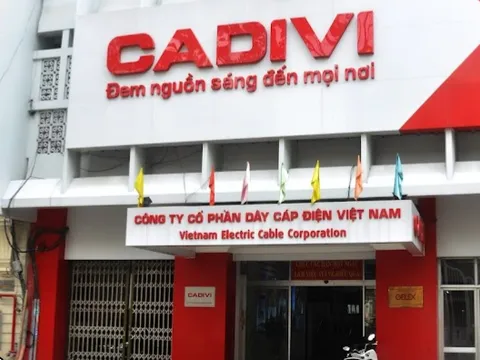 CADIVI
Đem nguồn sáng đến mọi nơi
CÔNG TY CỔ PHẦN DÂY CÁP ĐIỆN VIỆT NAM
Vietnam Electric Cable Corporation
CADIVI